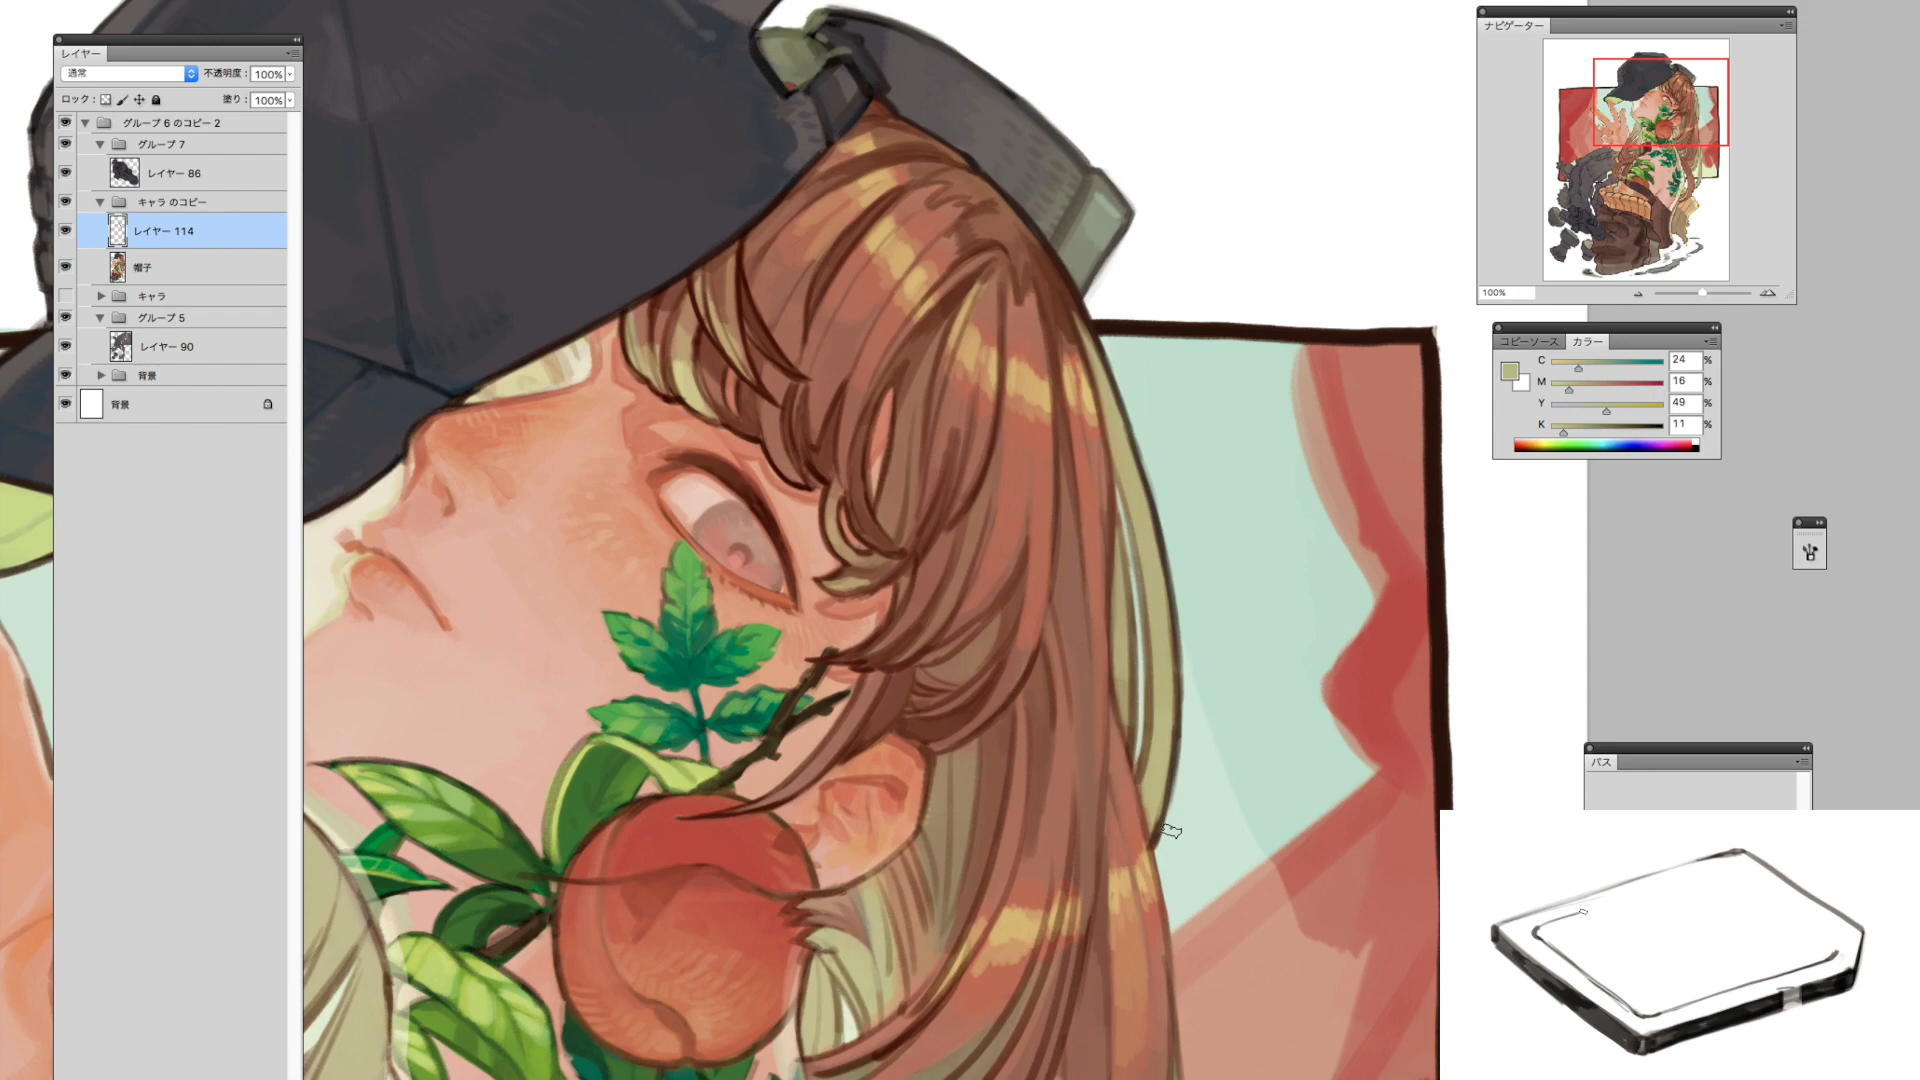 レイヤー
通常 不透明度: 100%
ロック: 塗り: 100%
グループ 6 のコピー 2
グループ 7
レイヤー 86
キャラ のコピー
レイヤー 114
帽子
キャラ
グループ 5
レイヤー 90
背景
背景
ナビゲーター
100%
コピーソース カラー
C 24 %
M 16 %
Y 49 %
K 11 %
パス